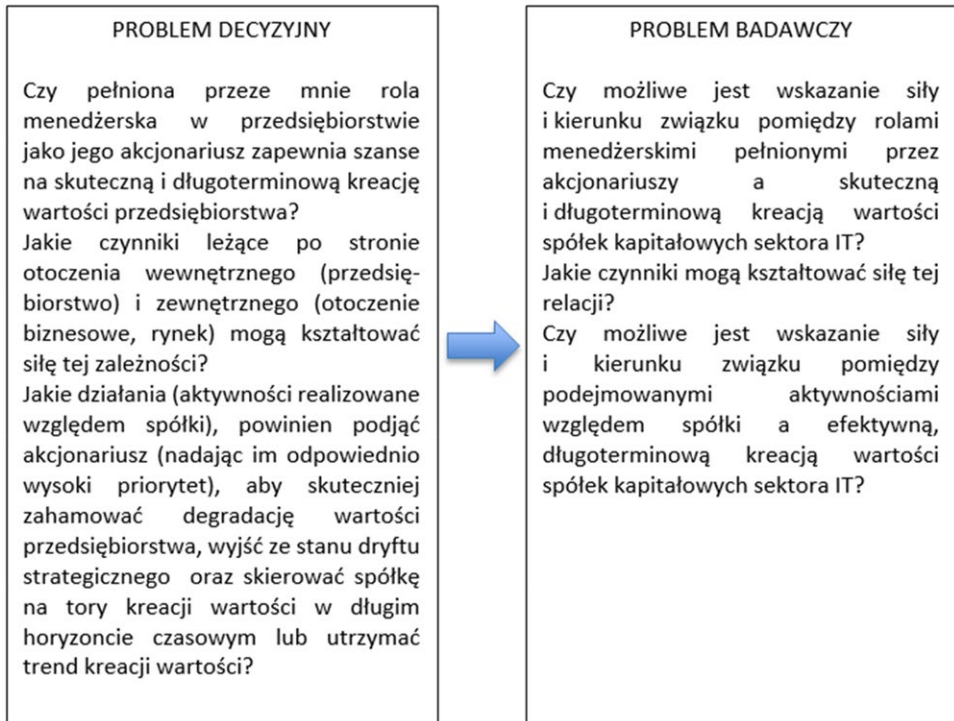 PROBLEM DECYZYJNY
Czy pełniona przeze mnie rola
menedżerska w przedsiębiorstwie
jako jego akcjonariusz zapewnia szanse
na skuteczną i długoterminową kreację
wartości przedsiębiorstwa?
Jakie czynniki leżące po stronie
otoczenia wewnętrznego (przedsię-
biorstwo) i zewnętrznego (otoczenie
biznesowe, rynek) mogą kształtować
siłę tej zależności?
Jakie działania (aktywności realizowane
względem spółki), powinien podjąć
akcjonariusz (nadając im odpowiednio
wysoki priorytet), aby skuteczniej
zahamować degradację wartości
przedsiębiorstwa, wyjść ze stanu dryftu
strategicznego oraz skierować spółkę
na tory kreacji wartości w długim
horyzoncie czasowym lub utrzymać
trend kreacji wartości?
PROBLEM BADAWCZY
Czy możliwe jest wskazanie siły
i kierunku związku pomiędzy rolami
menedżerskimi pełnionymi przez
akcjonariuszy a skuteczną
i długoterminową kreacją wartości
spółek kapitałowych sektora IT?
Jakie czynniki mogą kształtować siłę tej
relacji?
Czy możliwe jest wskazanie siły
i kierunku związku pomiędzy
podejmowanymi aktywnościami
względem spółki a efektywną,
długoterminową kreacją wartości
spółek kapitałowych sektora IT?